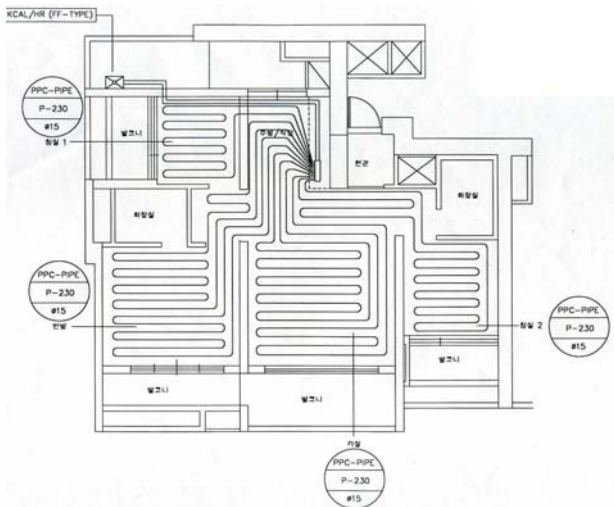 KCAL/HR (FF-TYPE)
PPC-PIPE
P-230
ø15
침실 1
발코니
주방/식당
현관
화장실
화장실
PPC-PIPE
P-230
ø15
안방
PPC-PIPE
P-230
ø15
침실 2
발코니
발코니
발코니
거실
PPC-PIPE
P-230
ø15